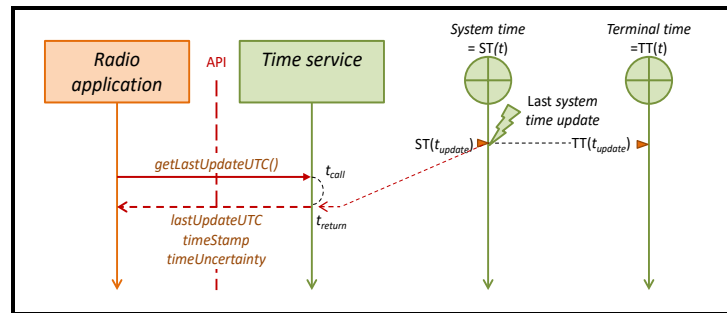 System time
= ST(t)
Terminal time
=TT(t)
Radio
application
API
Time service
Last system
time update
ST(tupdate)
TT(tupdate)
getLastUpdateUTC()
tcall
lastUpdateUTC
treturn
timeStamp
timeUncertainty